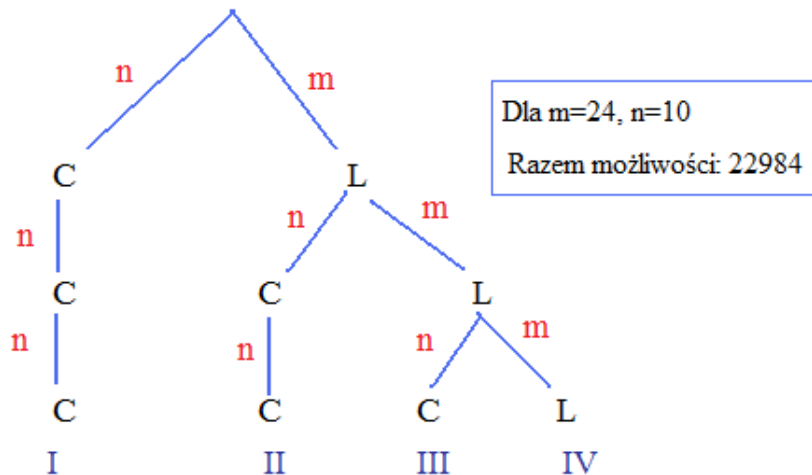 n m
Dla m=24, n=10
Razem możliwości: 22984
C L
n n m
C L
n n n m
C C C L
I II III IV